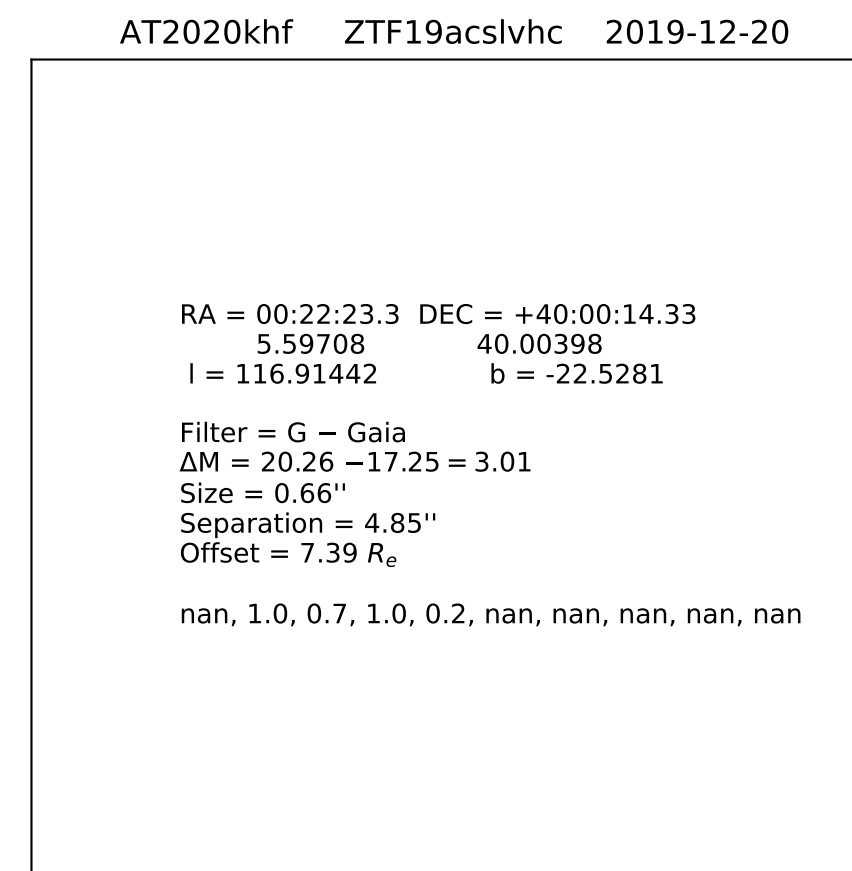 AT2020khf ZTF19acslvhc 2019-12-20
RA = 00:22:23.3 DEC = +40:00:14.33
5.59708 40.00398
l = 116.91442 b = -22.5281
Filter = G − Gaia
ΔM = 20.26 −17.25 = 3.01
Size = 0.66''
Separation = 4.85''
Offset = 7.39 Re
nan, 1.0, 0.7, 1.0, 0.2, nan, nan, nan, nan, nan